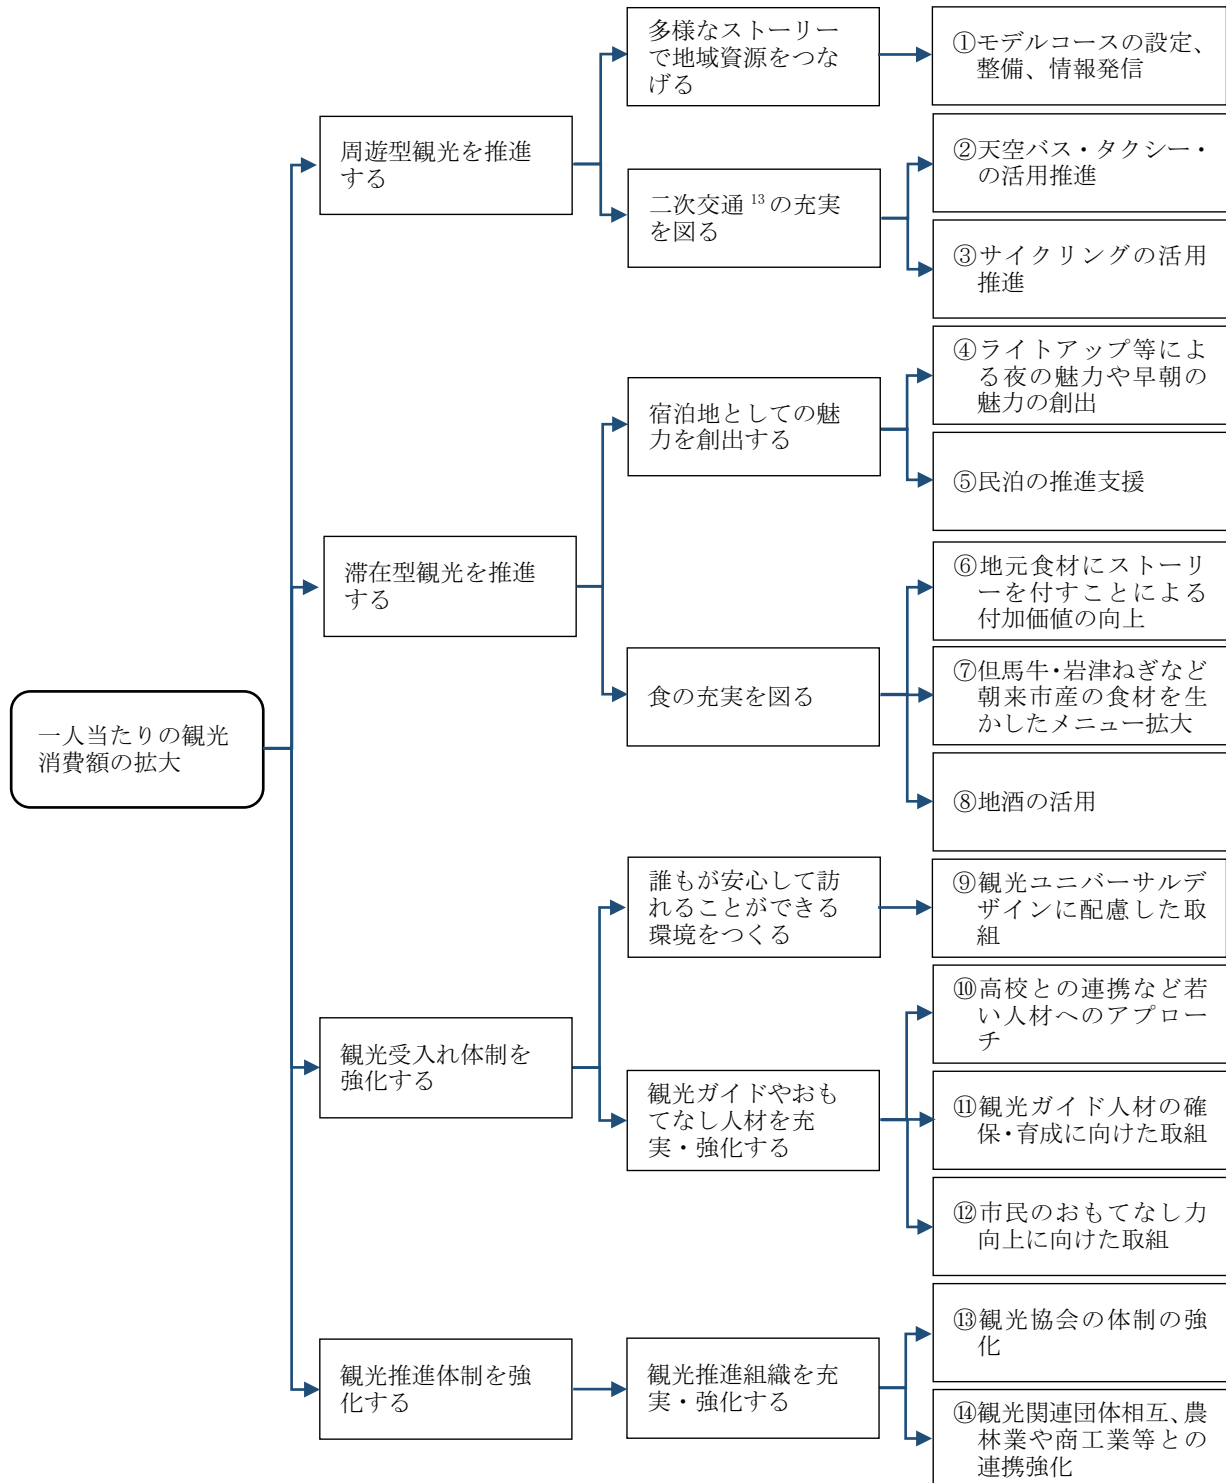 一人当たりの観光
消費額の拡大
周遊型観光を推進
する
多様なストーリー
で地域資源をつな
げる
①モデルコースの設定、
整備、情報発信
二次交通13の充実
を図る
②天空バス・タクシー・
の活用推進
③サイクリングの活用
推進
滞在型観光を推進
する
宿泊地としての魅
力を創出する
④ライトアップ等によ
る夜の魅力や早朝の
魅力の創出
⑤民泊の推進支援
食の充実を図る
⑥地元食材にストーリ
ーを付すことによる
付加価値の向上
⑦但馬牛・岩津ねぎなど
朝来市産の食材を生
かしたメニュー拡大
⑧地酒の活用
観光受入れ体制を
強化する
誰もが安心して訪
れることができる
環境をつくる
⑨観光ユニバーサルデ
ザインに配慮した取
組
観光ガイドやおも
てなし人材を充
実・強化する
⑩高校との連携など若
い人材へのアプロー
チ
⑪観光ガイド人材の確
保・育成に向けた取組
⑫市民のおもてなし力
向上に向けた取組
観光推進体制を強
化する
観光推進組織を充
実・強化する
⑬観光協会の体制の強
化
⑭観光関連団体相互、農
林業や商工業等との
連携強化